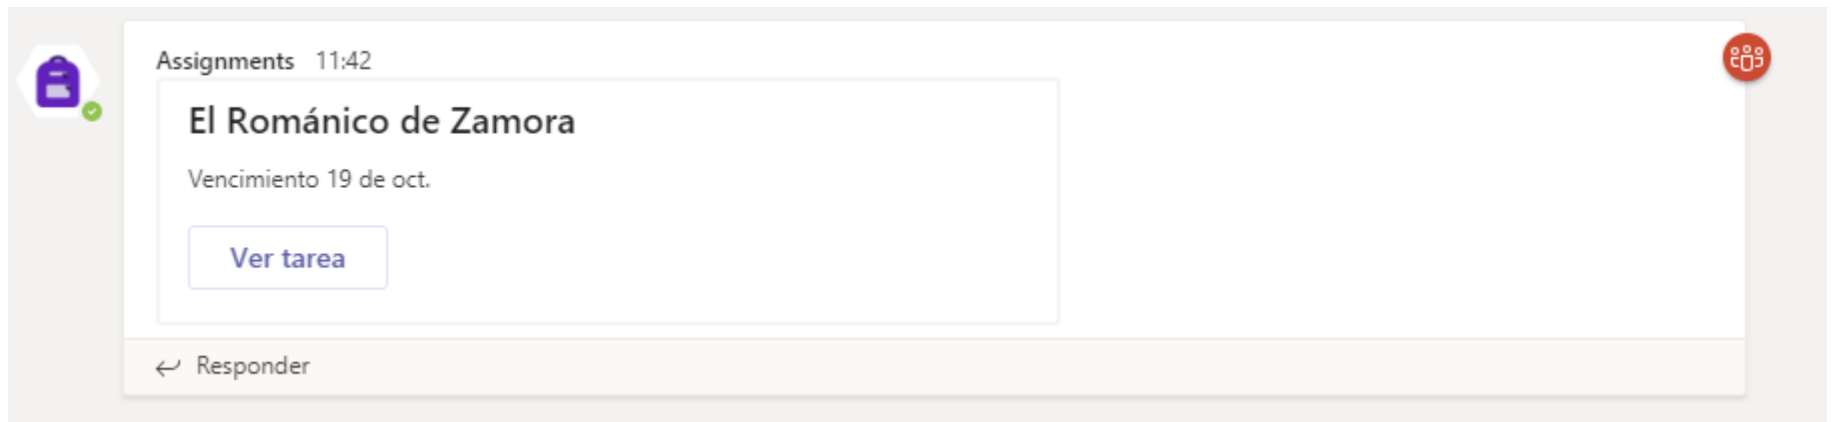 Assignments 11:42
El Románico de Zamora
Vencimiento 19 de oct.
Ver tarea
Responder